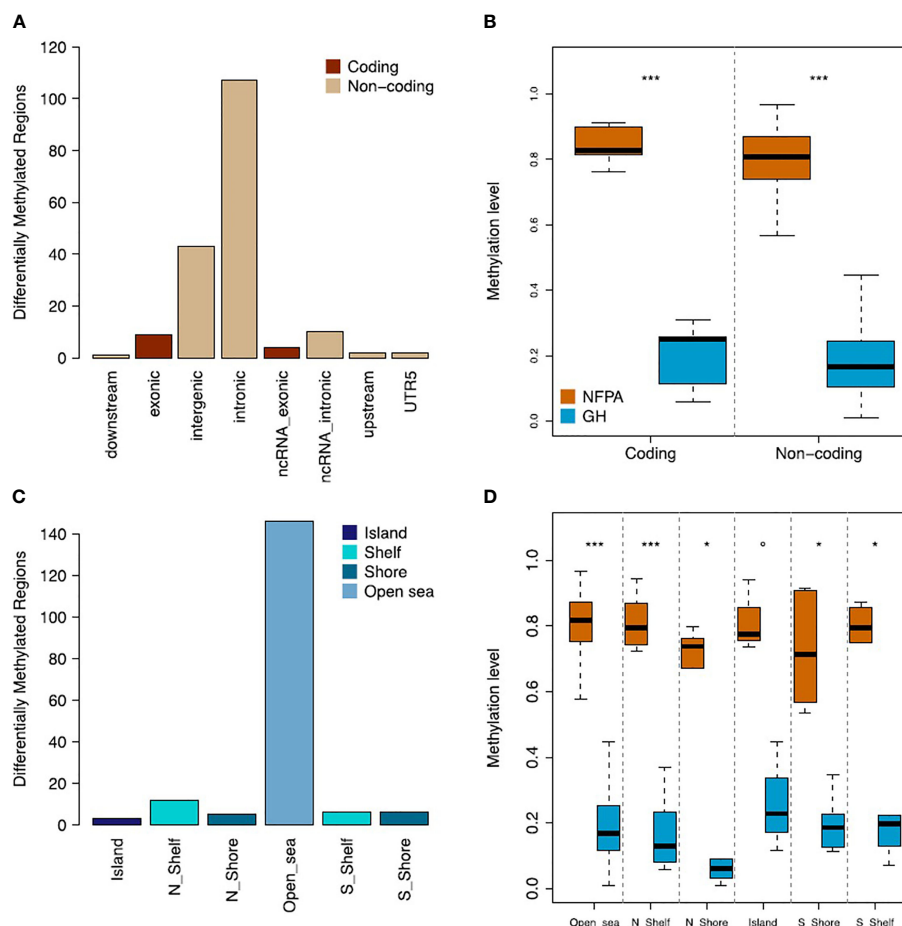 A
Differentially Methylated Regions
120
100
80
60
40
20
0
Coding
Non-coding
downstream
exonic
intergenic
intronic
ncRNA_exonic
ncRNA_intronic
upstream
UTR5
B
Methylation level
1.0
0.8
0.6
0.4
0.2
0.0
***
***
NFPA
GH
Coding
Non-coding
C
Differentially Methylated Regions
140
120
100
80
60
40
20
0
Island
Shelf
Shore
Open sea
Island
N_Shelf
N_Shore
Open_sea
S_Shelf
S_Shore
D
Methylation level
1.0
0.8
0.6
0.4
0.2
0.0
***
***
*
°
*
*
Open_sea
N_Shelf
N_Shore
Island
S_Shore
S_Shelf